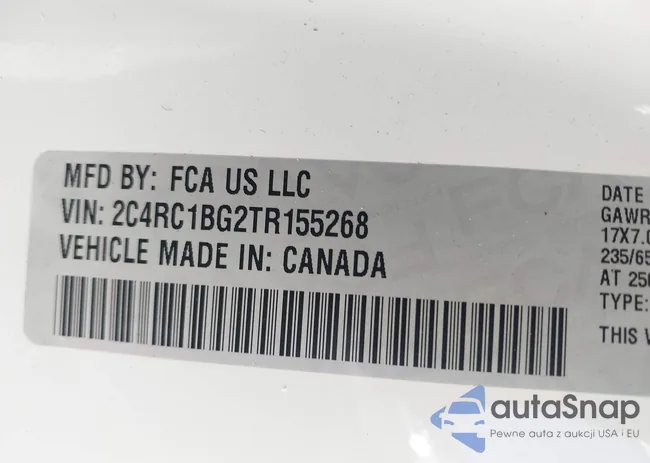 MFD BY: FCA US LLC
VIN: 2C4RC1BG2TR155268
VEHICLE MADE IN: CANADA
DATE
GAWR
17X7.0
235/65
AT 250
TYPE:
THIS V
autaSnap
Pewne auta z aukcji USA i EU